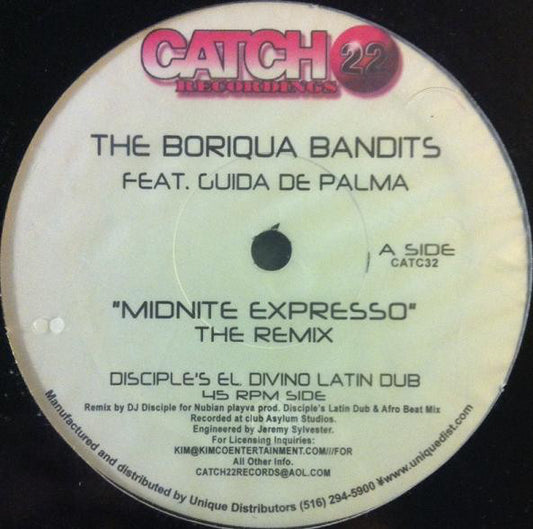 CATCH 22
RECORDINGS
THE BORIQUA BANDITS
FEAT. GUIDA DE PALMA
A SIDE
CATC32
"MIDNITE EXPRESSO"
THE REMIX
DISCIPLE'S EL DIVINO LATIN DUB
45 RPM SIDE
Remix by DJ Disciple for Nubian playva prod. Disciple's Latin Dub & Afro Beat Mix
Recorded at club Asylum Studios.
Engineered by Jeremy Sylvester.
For Licensing Inquiries:
KIM@KIMCOENTERTAINMENT.COM///FOR
All Other Info.
CATCH22RECORDS@AOL.COM
Manufactured and distributed by Unique Distributors (516) 294-5900 ¥www.uniquedist.com